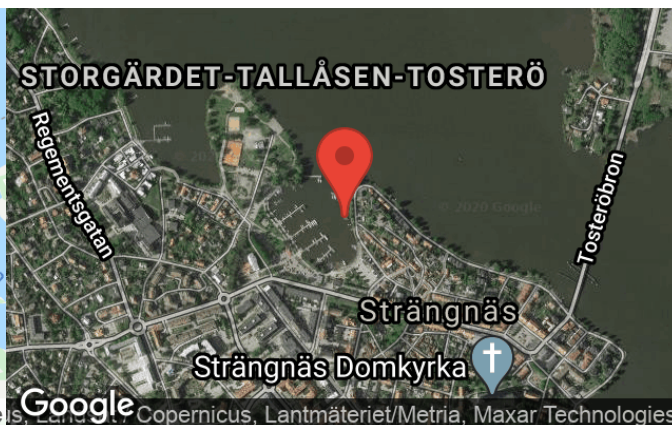 STORGÄRDET-TALLÅSEN-TOSTERÖ
Regementsgatan
© 2020 Google
Tosteröbron
Strängnäs
Strängnäs Domkyrka
Google
Copernicus, Lantmäteriet/Metria, Maxar Technologies